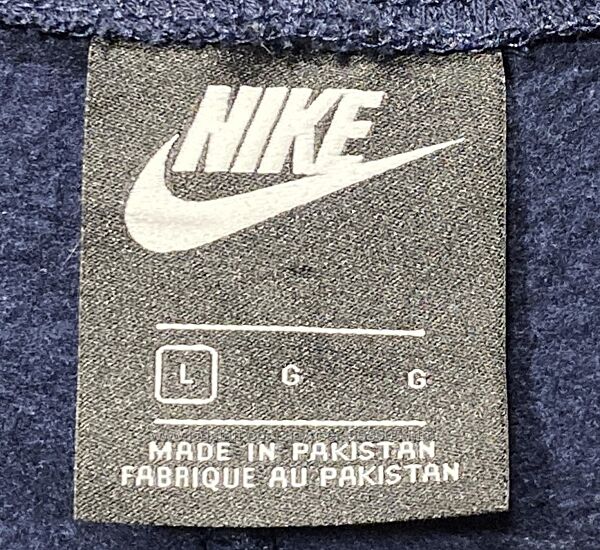 NIKE
L G G
MADE IN PAKISTAN
FABRIQUE AU PAKISTAN